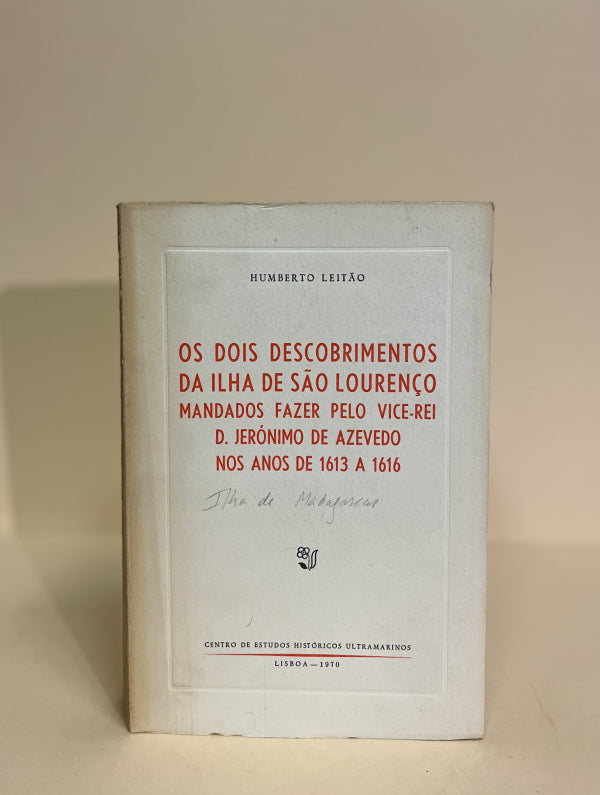 HUMBERTO LEITÃO
OS DOIS DESCOBRIMENTOS
DA ILHA DE SÃO LOURENÇO
MANDADOS FAZER PELO VICE-REI
D. JERÓNIMO DE AZEVEDO
NOS ANOS DE 1613 A 1616
Ilha de Madagascar
CENTRO DE ESTUDOS HISTÓRICOS ULTRAMARINOS
LISBOA — 1970